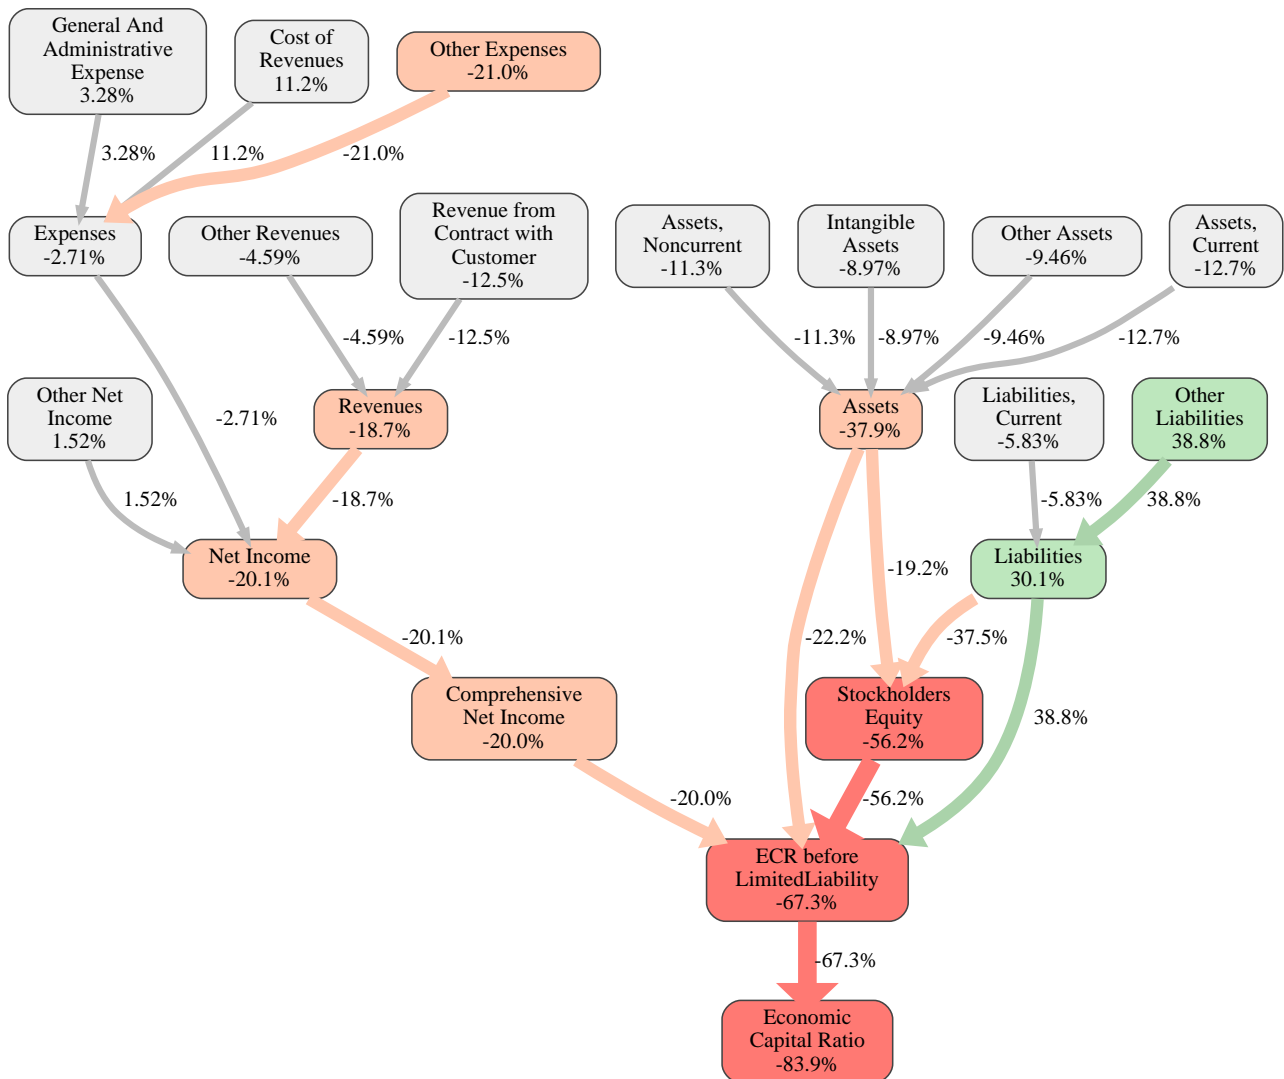 General And
Administrative
Expense
3.28%
Cost of
Revenues
11.2%
Other Expenses
-21.0%
3.28%
11.2%
-21.0%
Expenses
-2.71%
Other Revenues
-4.59%
Revenue from
Contract with
Customer
-12.5%
Assets,
Noncurrent
-11.3%
Intangible
Assets
-8.97%
Other Assets
-9.46%
Assets,
Current
-12.7%
-4.59%
-12.5%
-11.3%
-8.97%
-9.46%
-12.7%
Other Net
Income
1.52%
-2.71%
Revenues
-18.7%
Assets
-37.9%
Liabilities,
Current
-5.83%
Other
Liabilities
38.8%
1.52%
-18.7%
-5.83%
38.8%
Net Income
-20.1%
-19.2%
Liabilities
30.1%
-20.1%
-22.2%
-37.5%
Comprehensive
Net Income
-20.0%
Stockholders
Equity
-56.2%
38.8%
-20.0%
-56.2%
ECR before
LimitedLiability
-67.3%
-67.3%
Economic
Capital Ratio
-83.9%